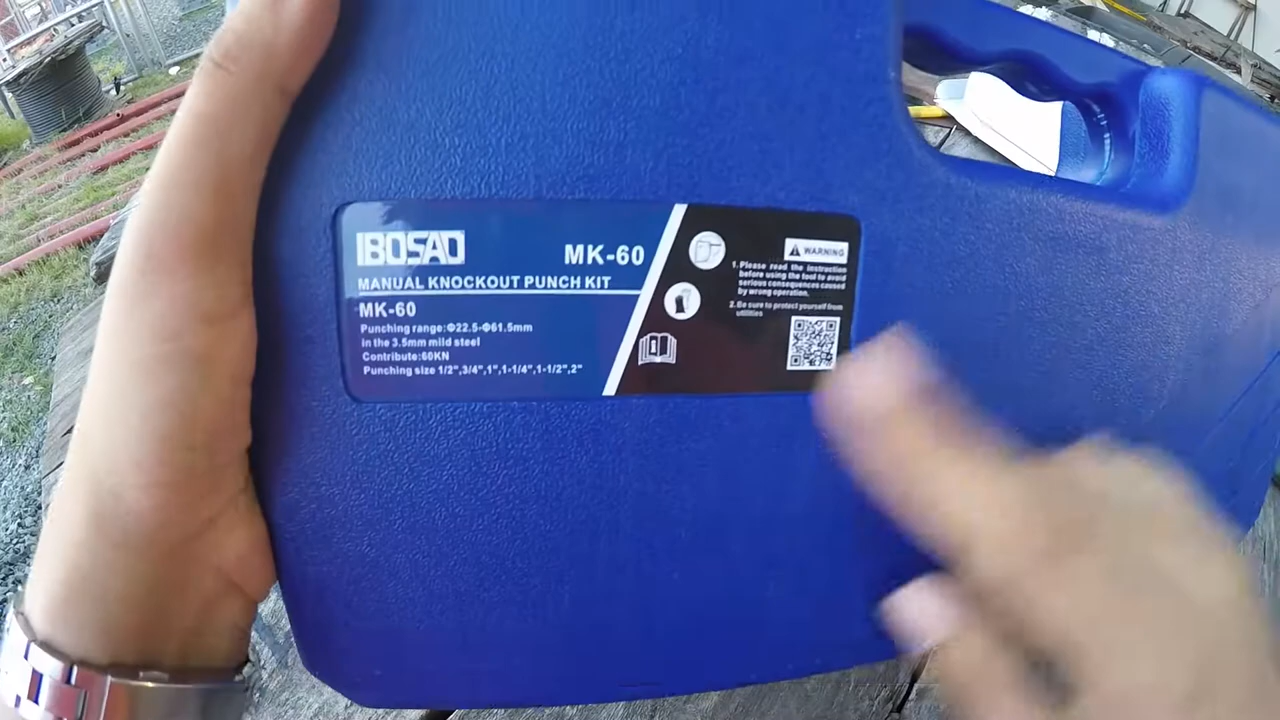 IBOSAD
MK-60
MANUAL KNOCKOUT PUNCH KIT
MK-60
Punching range:Φ22.5-Φ61.5mm
in the 3.5mm mild steel
Contribute:60KN
Punching size 1/2",3/4",1",1-1/4",1-1/2",2"
WARNING
1. Please read the instruction
before using the tool to avoid
serious consequences caused
by wrong operation.
2. Be sure to protect yourself from
utilities